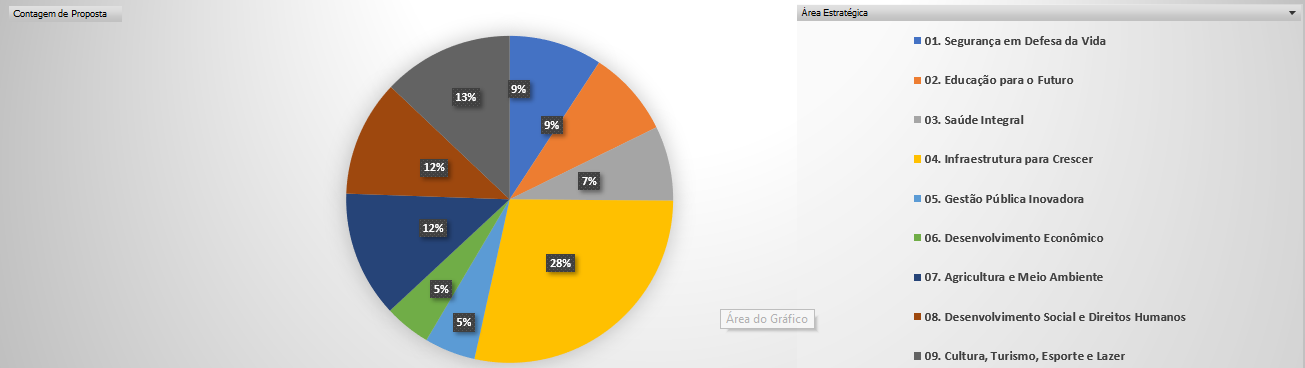 Contagem de Proposta
Área Estratégica
01. Segurança em Defesa da Vida
02. Educação para o Futuro
03. Saúde Integral
04. Infraestrutura para Crescer
05. Gestão Pública Inovadora
06. Desenvolvimento Econômico
07. Agricultura e Meio Ambiente
08. Desenvolvimento Social e Direitos Humanos
09. Cultura, Turismo, Esporte e Lazer
9%
9%
7%
28%
5%
5%
12%
12%
13%
Área do Gráfico